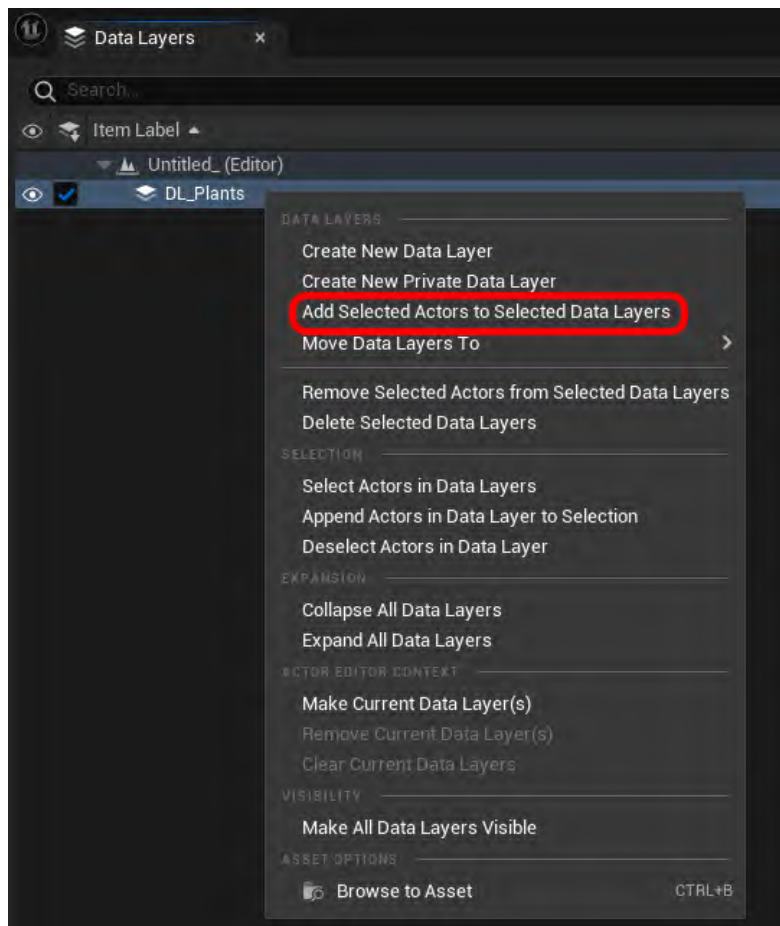 Data Layers
Search...
Item Label
Untitled_ (Editor)
DL_Plants
DATA LAYERS
Create New Data Layer
Create New Private Data Layer
Add Selected Actors to Selected Data Layers
Move Data Layers To
Remove Selected Actors from Selected Data Layers
Delete Selected Data Layers
SELECTION
Select Actors in Data Layers
Append Actors in Data Layer to Selection
Deselect Actors in Data Layer
EXPANSION
Collapse All Data Layers
Expand All Data Layers
ACTOR EDITOR CONTEXT
Make Current Data Layer(s)
Remove Current Data Layer(s)
Clear Current Data Layers
VISIBILITY
Make All Data Layers Visible
ASSET OPTIONS
Browse to Asset CTRL+B